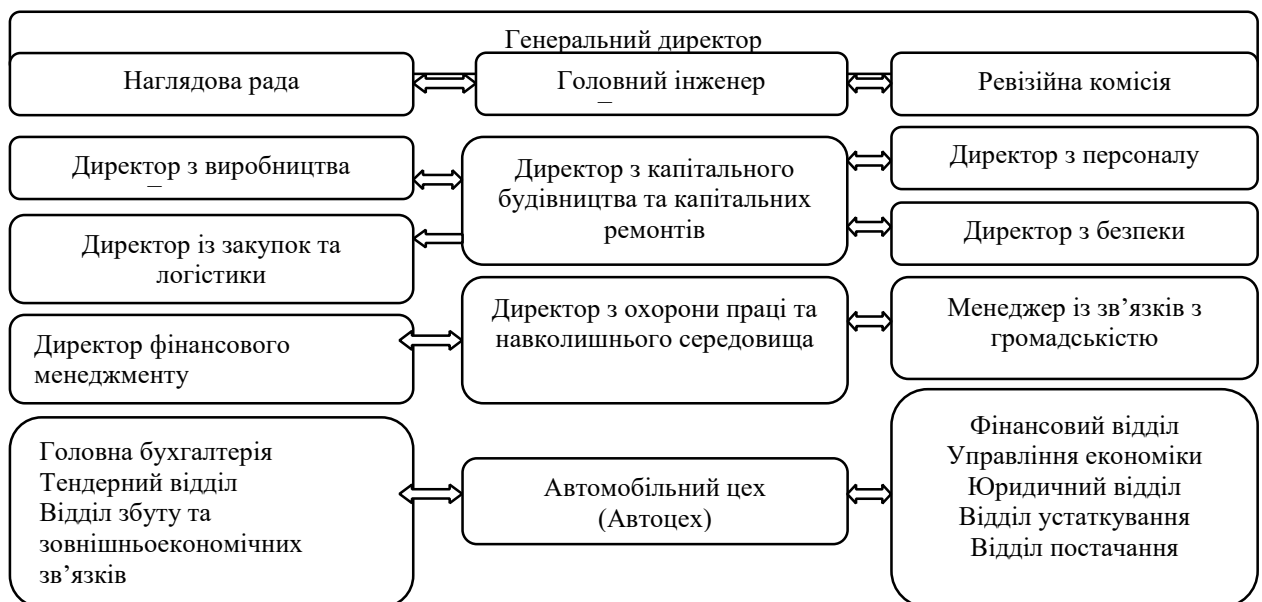 Генеральний директор
Наглядова рада
Головний інженер
Ревізійна комісія
Директор з виробництва
Директор з капітального
будівництва та капітальних
ремонтів
Директор з персоналу
Директор з безпеки
Директор із закупок та
логістики
Директор з охорони праці та
навколишнього середовища
Менеджер із зв’язків з
громадськістю
Директор фінансового
менеджменту
Головна бухгалтерія
Тендерний відділ
Відділ збуту та
зовнішньоекономічних
зв’язків
Автомобільний цех
(Автоцех)
Фінансовий відділ
Управління економіки
Юридичний відділ
Відділ устаткування
Відділ постачання